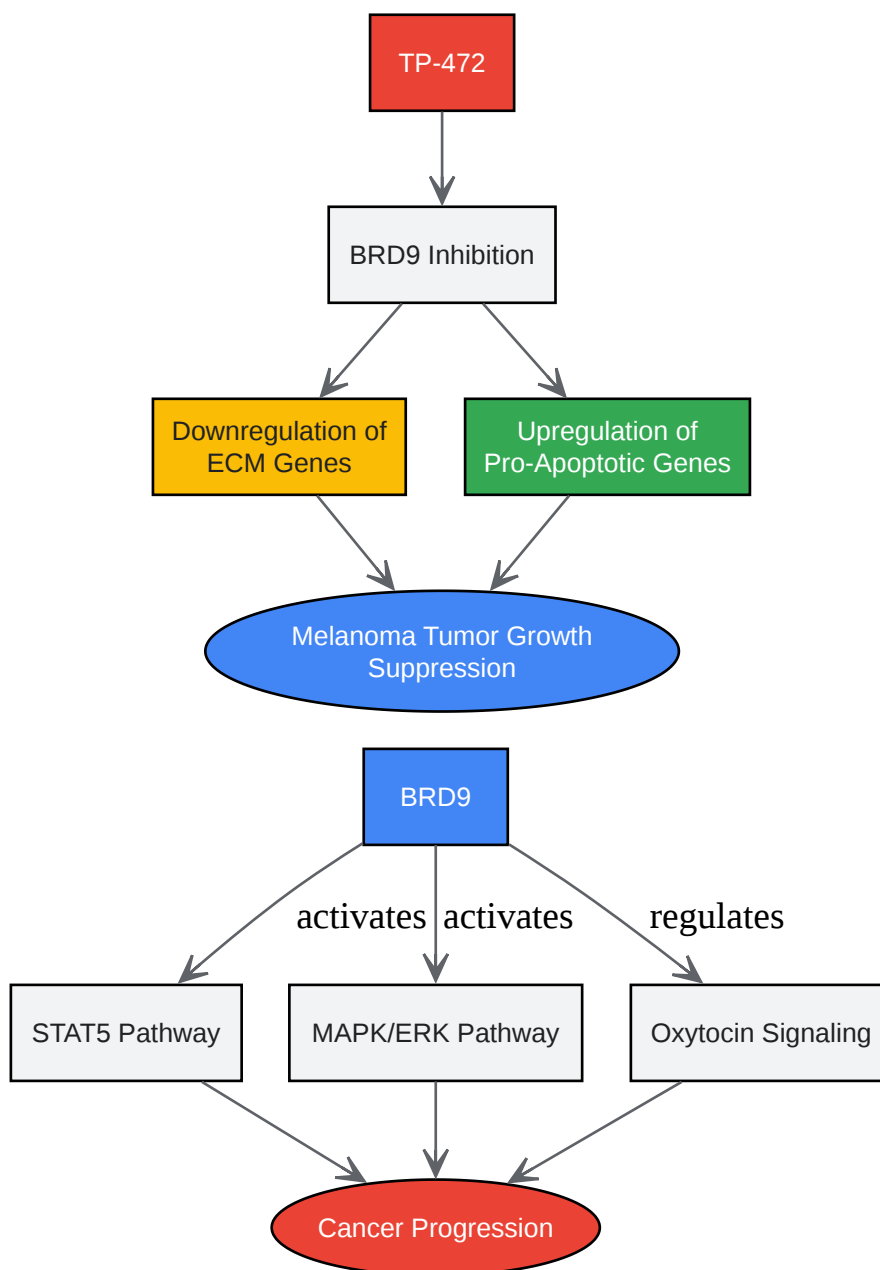 TP-472
BRD9 Inhibition
Downregulation of
ECM Genes
Upregulation of
Pro-Apoptotic Genes
Melanoma Tumor Growth
Suppression
BRD9
activates
activates
regulates
STAT5 Pathway
MAPK/ERK Pathway
Oxytocin Signaling
Cancer Progression